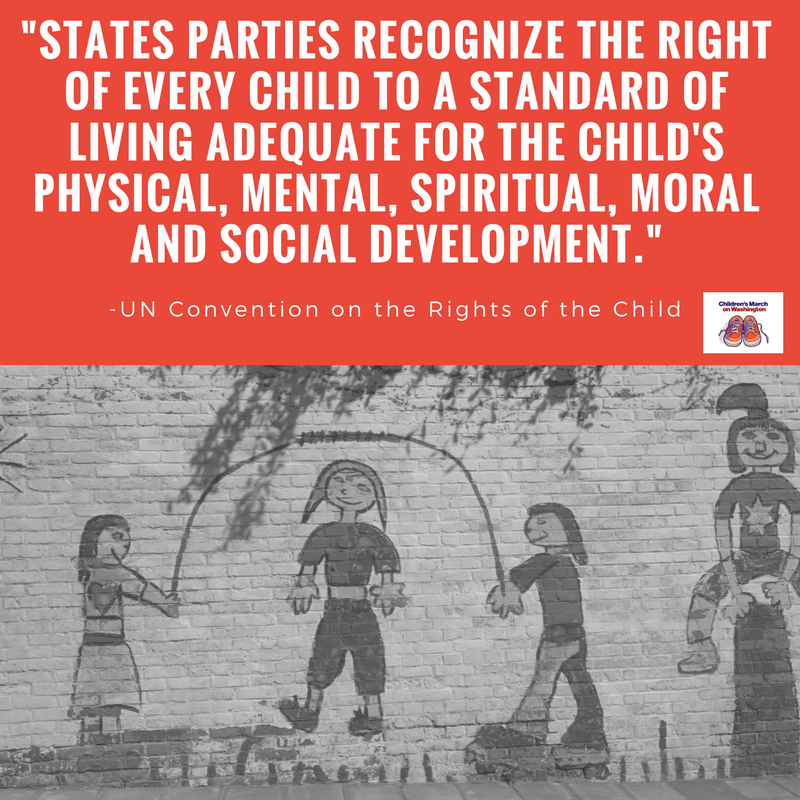 "STATES PARTIES RECOGNIZE THE RIGHT
OF EVERY CHILD TO A STANDARD OF
LIVING ADEQUATE FOR THE CHILD'S
PHYSICAL, MENTAL, SPIRITUAL, MORAL
AND SOCIAL DEVELOPMENT."
-UN Convention on the Rights of the Child
Children's March
on Washington